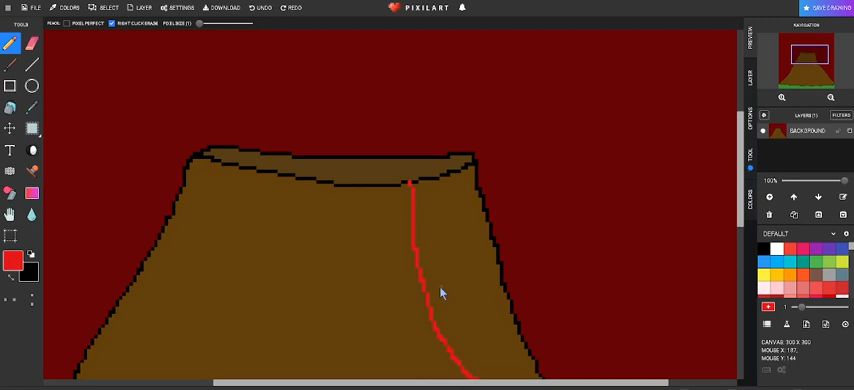 FILE COLORS SELECT LAYER SETTINGS DOWNLOAD UNDO REDO PIXILART SAVE DRAWING
PENCIL: PIXEL PERFECT RIGHT CLICK ERASE PIXEL SIZE (1)
TOOLS
NAVIGATION
PREVIEW
LAYER
LAYERS (1) FILTERS
OPTIONS
BACKGROUND
TOOL
100%
COLORS
DEFAULT
1
CANVAS: 300 X 300
MOUSE X: 187,
MOUSE Y: 144